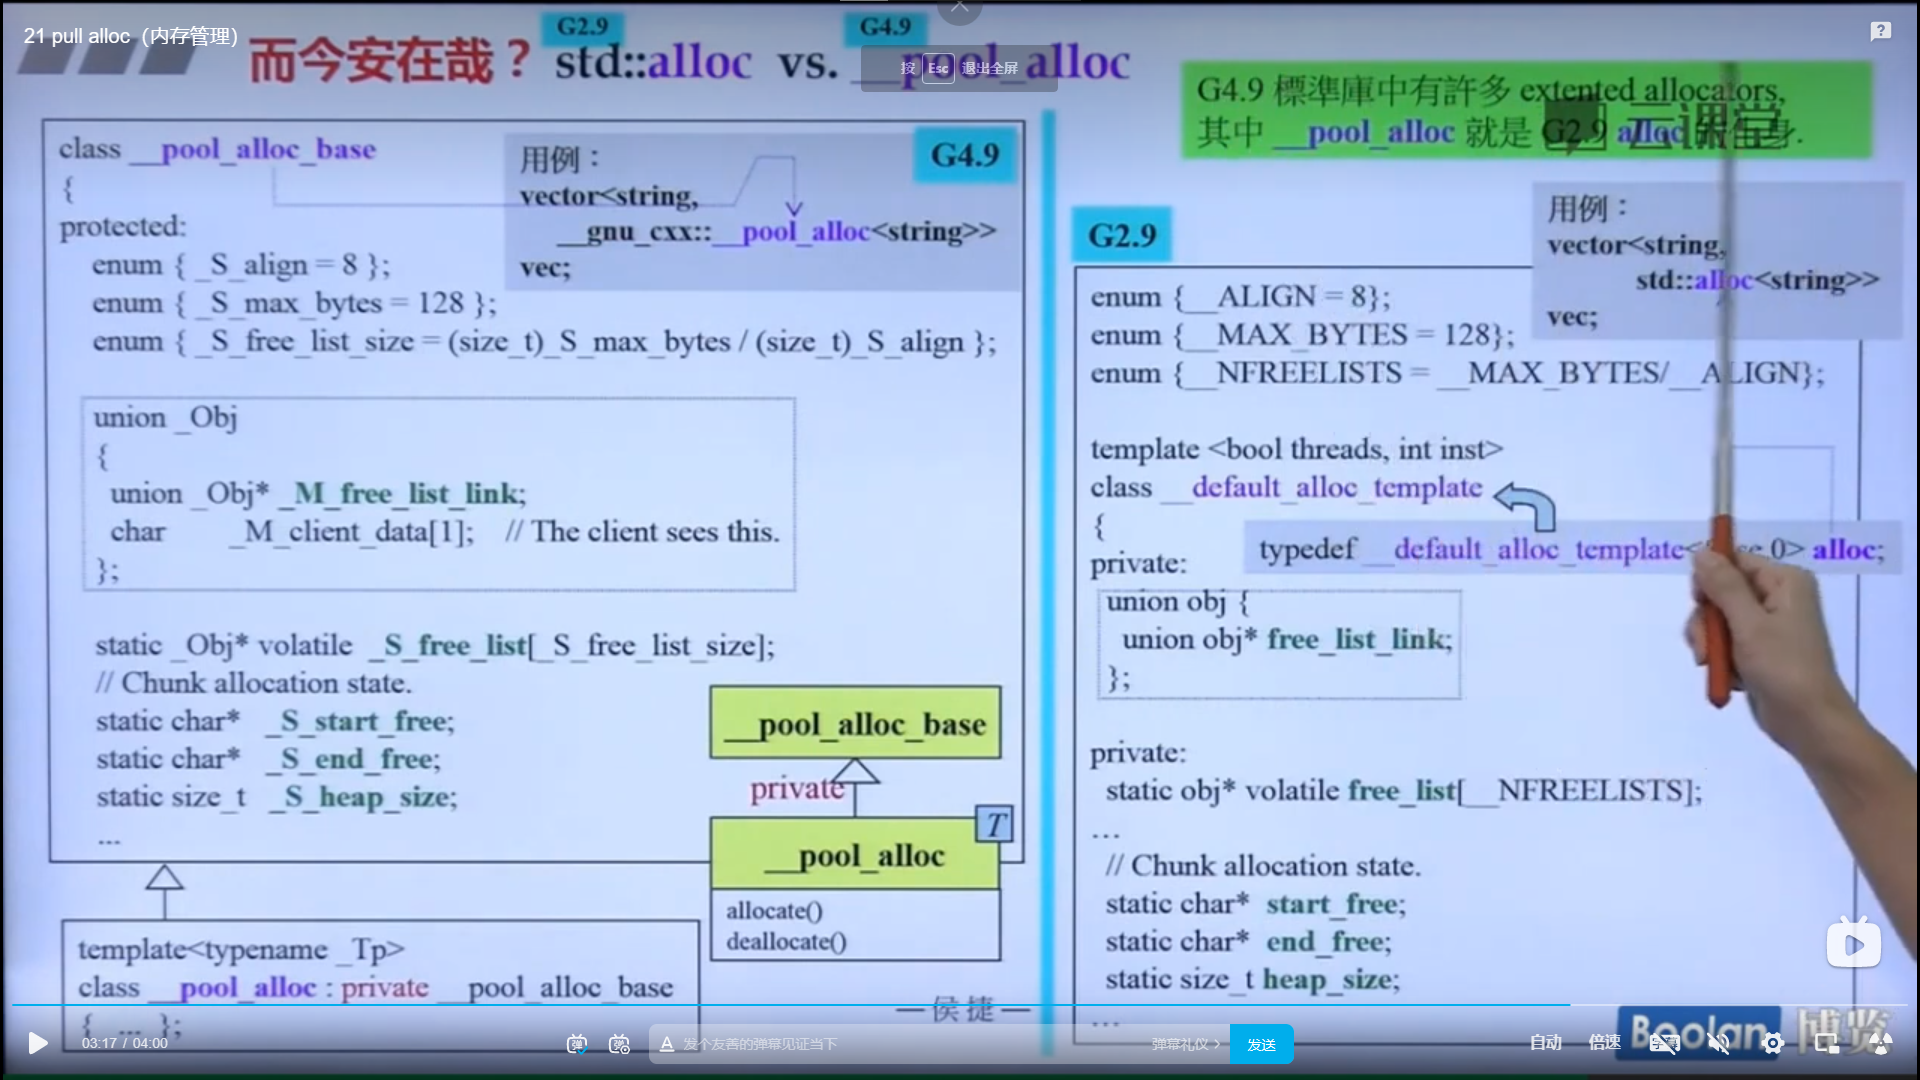 21 pull alloc（内存管理）
G2.9
G4.9
而今安在哉？ std::alloc vs. __pool_alloc
按 Esc 退出全屏
G4.9 標準庫中有許多 extented allocators,
其中 __pool_alloc 就是 G2.9 alloc
云课堂
class __pool_alloc_base
{
protected:
enum { _S_align = 8 };
enum { _S_max_bytes = 128 };
enum { _S_free_list_size = (size_t)_S_max_bytes / (size_t)_S_align };
G4.9
用例：
vector<string,
__gnu_cxx::__pool_alloc<string>>
vec;
union _Obj
{
union _Obj* _M_free_list_link;
char _M_client_data[1]; // The client sees this.
};
static _Obj* volatile _S_free_list[_S_free_list_size];
// Chunk allocation state.
static char* _S_start_free;
static char* _S_end_free;
static size_t _S_heap_size;
...
__pool_alloc_base
private
T
__pool_alloc
allocate()
deallocate()
template<typename _Tp>
class __pool_alloc : private __pool_alloc_base
{ ... };
—侯捷—
G2.9
用例：
vector<string,
std::alloc<string>>
vec;
enum {__ALIGN = 8};
enum {__MAX_BYTES = 128};
enum {__NFREELISTS = __MAX_BYTES/__ALIGN};
template <bool threads, int inst>
class __default_alloc_template
{
typedef __default_alloc_template< 0> alloc;
private:
union obj {
union obj* free_list_link;
};
private:
static obj* volatile free_list[__NFREELISTS];
...
// Chunk allocation state.
static char* start_free;
static char* end_free;
static size_t heap_size;
...
Boolan 博览
03:17 / 04:00
发个友善的弹幕见证当下
弹幕礼仪 >
发送
自动
倍速